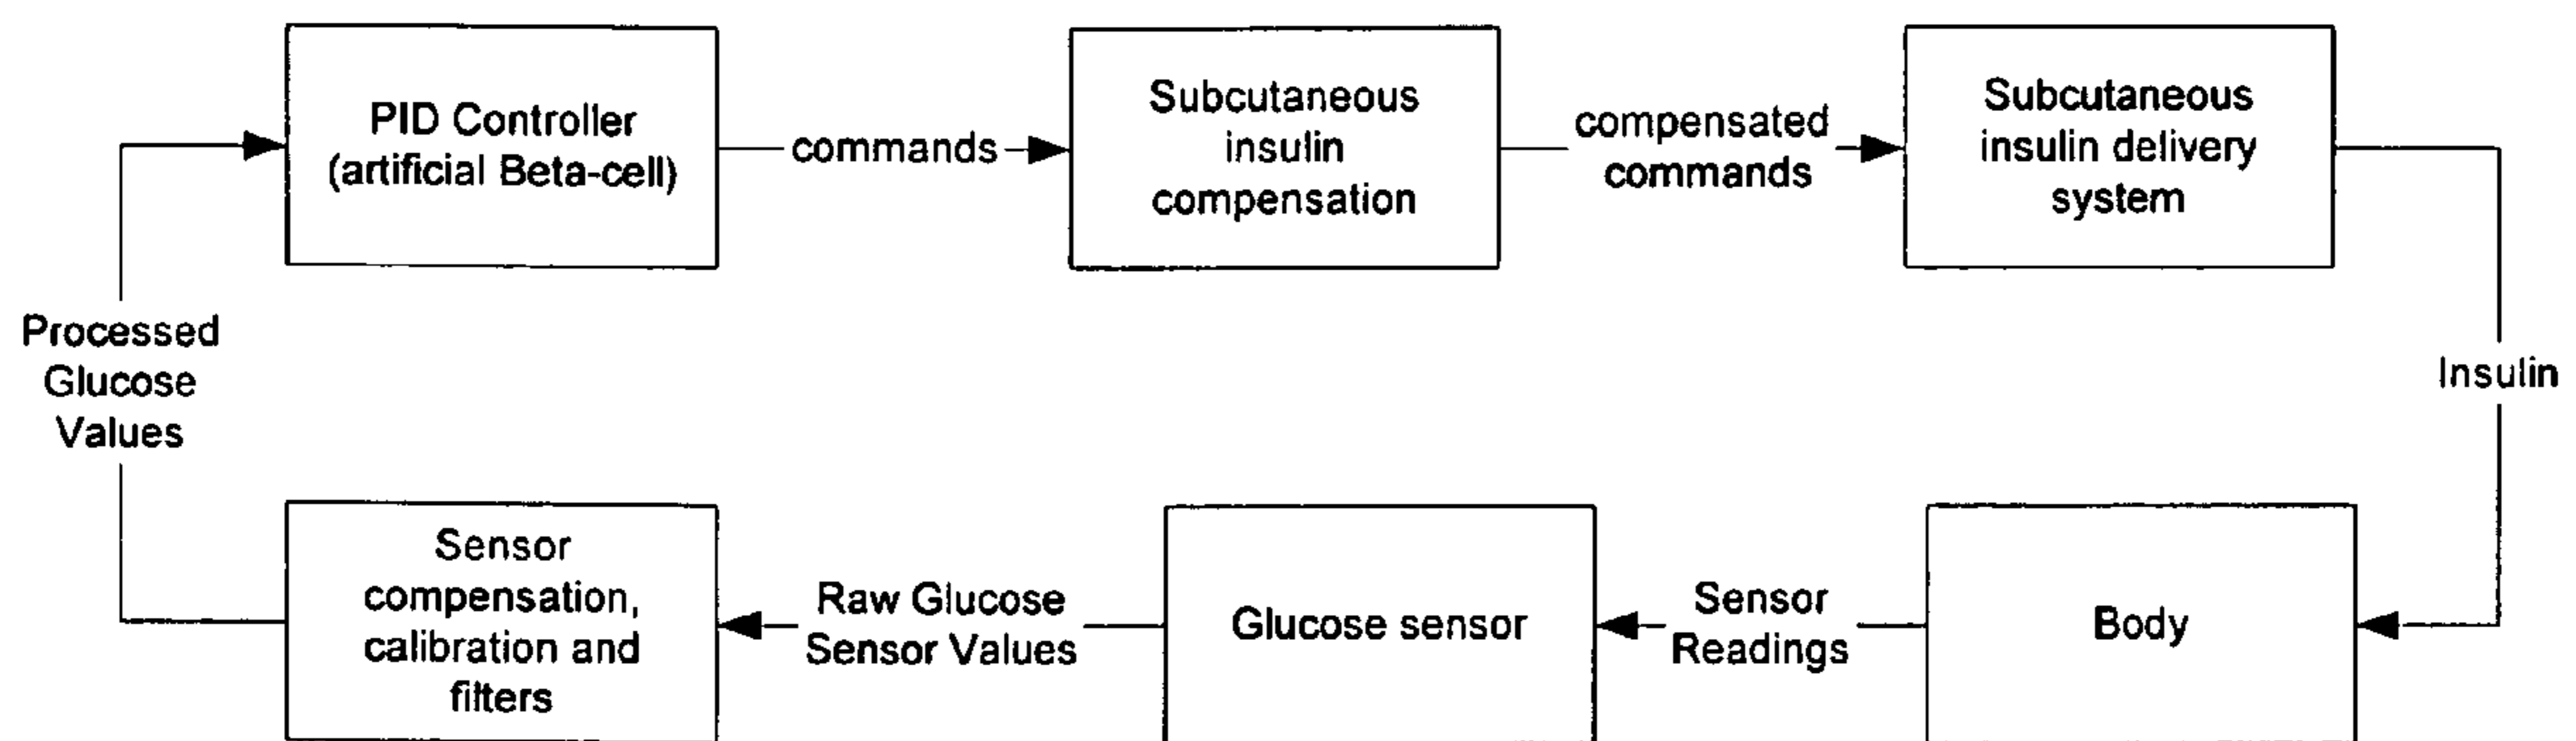 PID Controller
(artificial Beta-cell)
commands
Subcutaneous
insulin
compensation
compensated
commands
Subcutaneous
insulin delivery
system
Insulin
Processed
Glucose
Values
Sensor
compensation,
calibration and
filters
Raw Glucose
Sensor Values
Glucose sensor
Sensor
Readings
Body